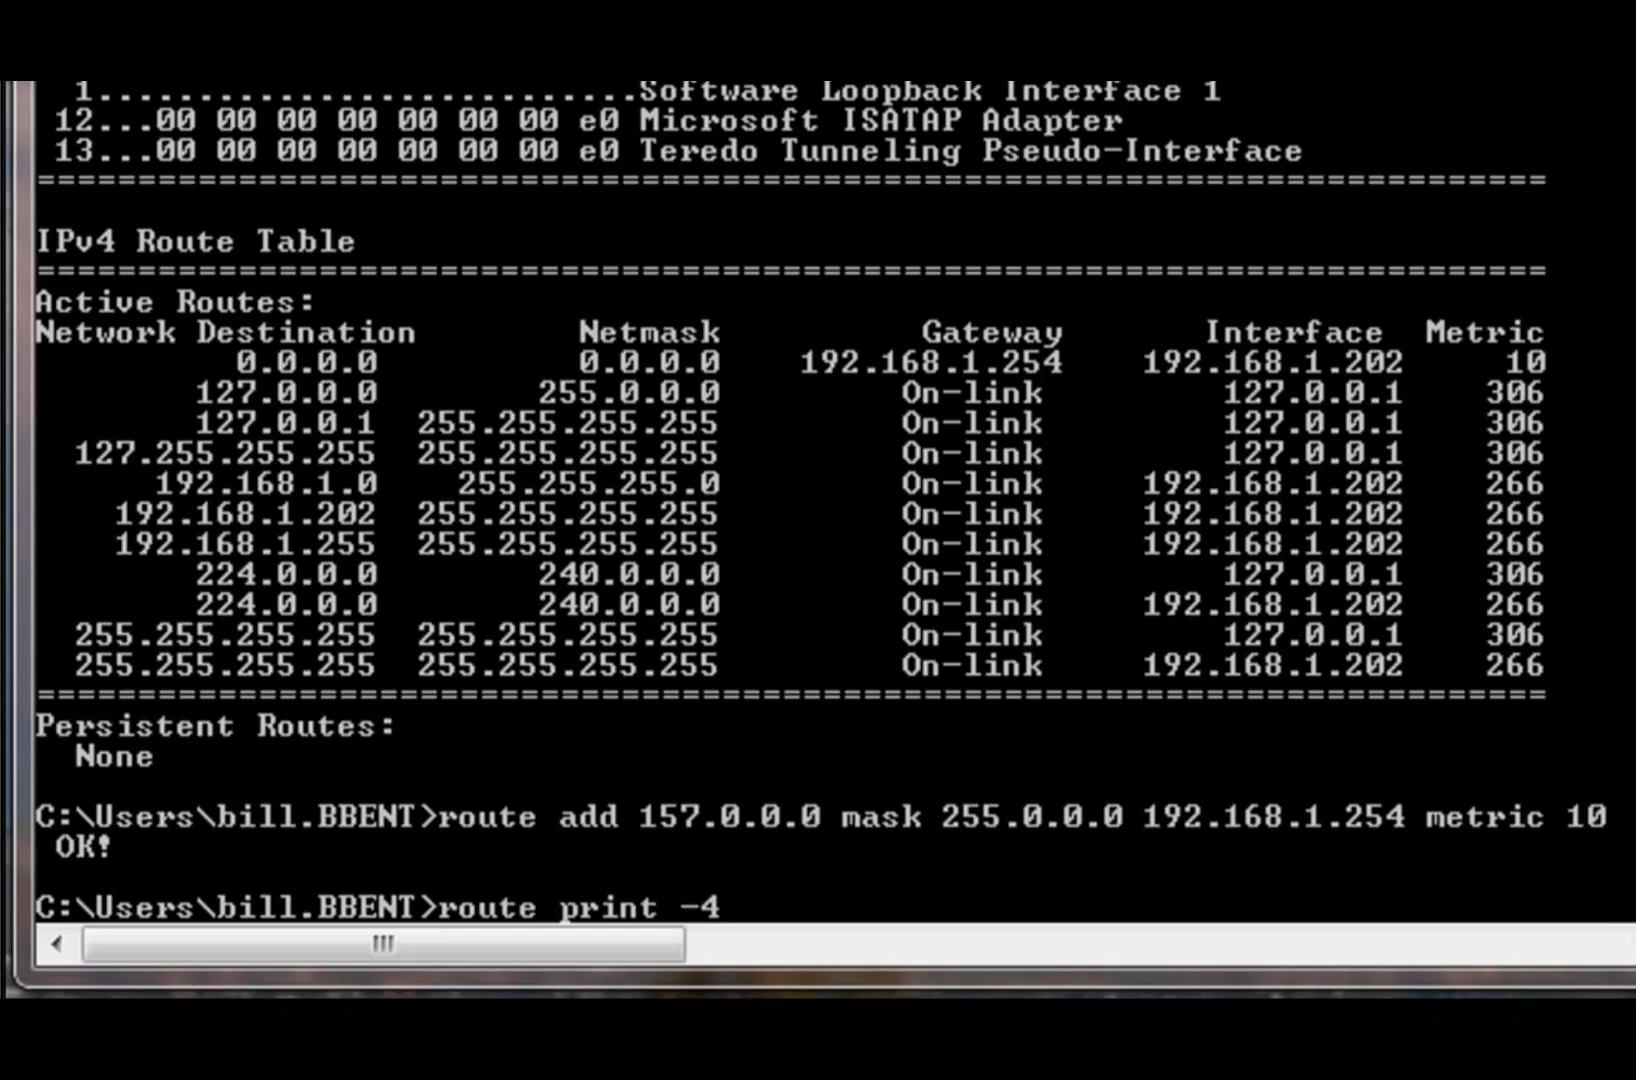 1...........................Software Loopback Interface 1
12...00 00 00 00 00 00 00 e0 Microsoft ISATAP Adapter
13...00 00 00 00 00 00 00 e0 Teredo Tunneling Pseudo-Interface
===========================================================================
IPv4 Route Table
===========================================================================
Active Routes:
Network Destination        Netmask          Gateway       Interface  Metric
0.0.0.0          0.0.0.0    192.168.1.254    192.168.1.202     10
127.0.0.0        255.0.0.0         On-link         127.0.0.1    306
127.0.0.1  255.255.255.255         On-link         127.0.0.1    306
127.255.255.255  255.255.255.255         On-link         127.0.0.1    306
192.168.1.0    255.255.255.0         On-link     192.168.1.202    266
192.168.1.202  255.255.255.255         On-link     192.168.1.202    266
192.168.1.255  255.255.255.255         On-link     192.168.1.202    266
224.0.0.0        240.0.0.0         On-link         127.0.0.1    306
224.0.0.0        240.0.0.0         On-link     192.168.1.202    266
255.255.255.255  255.255.255.255         On-link         127.0.0.1    306
255.255.255.255  255.255.255.255         On-link     192.168.1.202    266
===========================================================================
Persistent Routes:
None
C:\Users\bill.BBENT>route add 157.0.0.0 mask 255.0.0.0 192.168.1.254 metric 10
OK!
C:\Users\bill.BBENT>route print -4